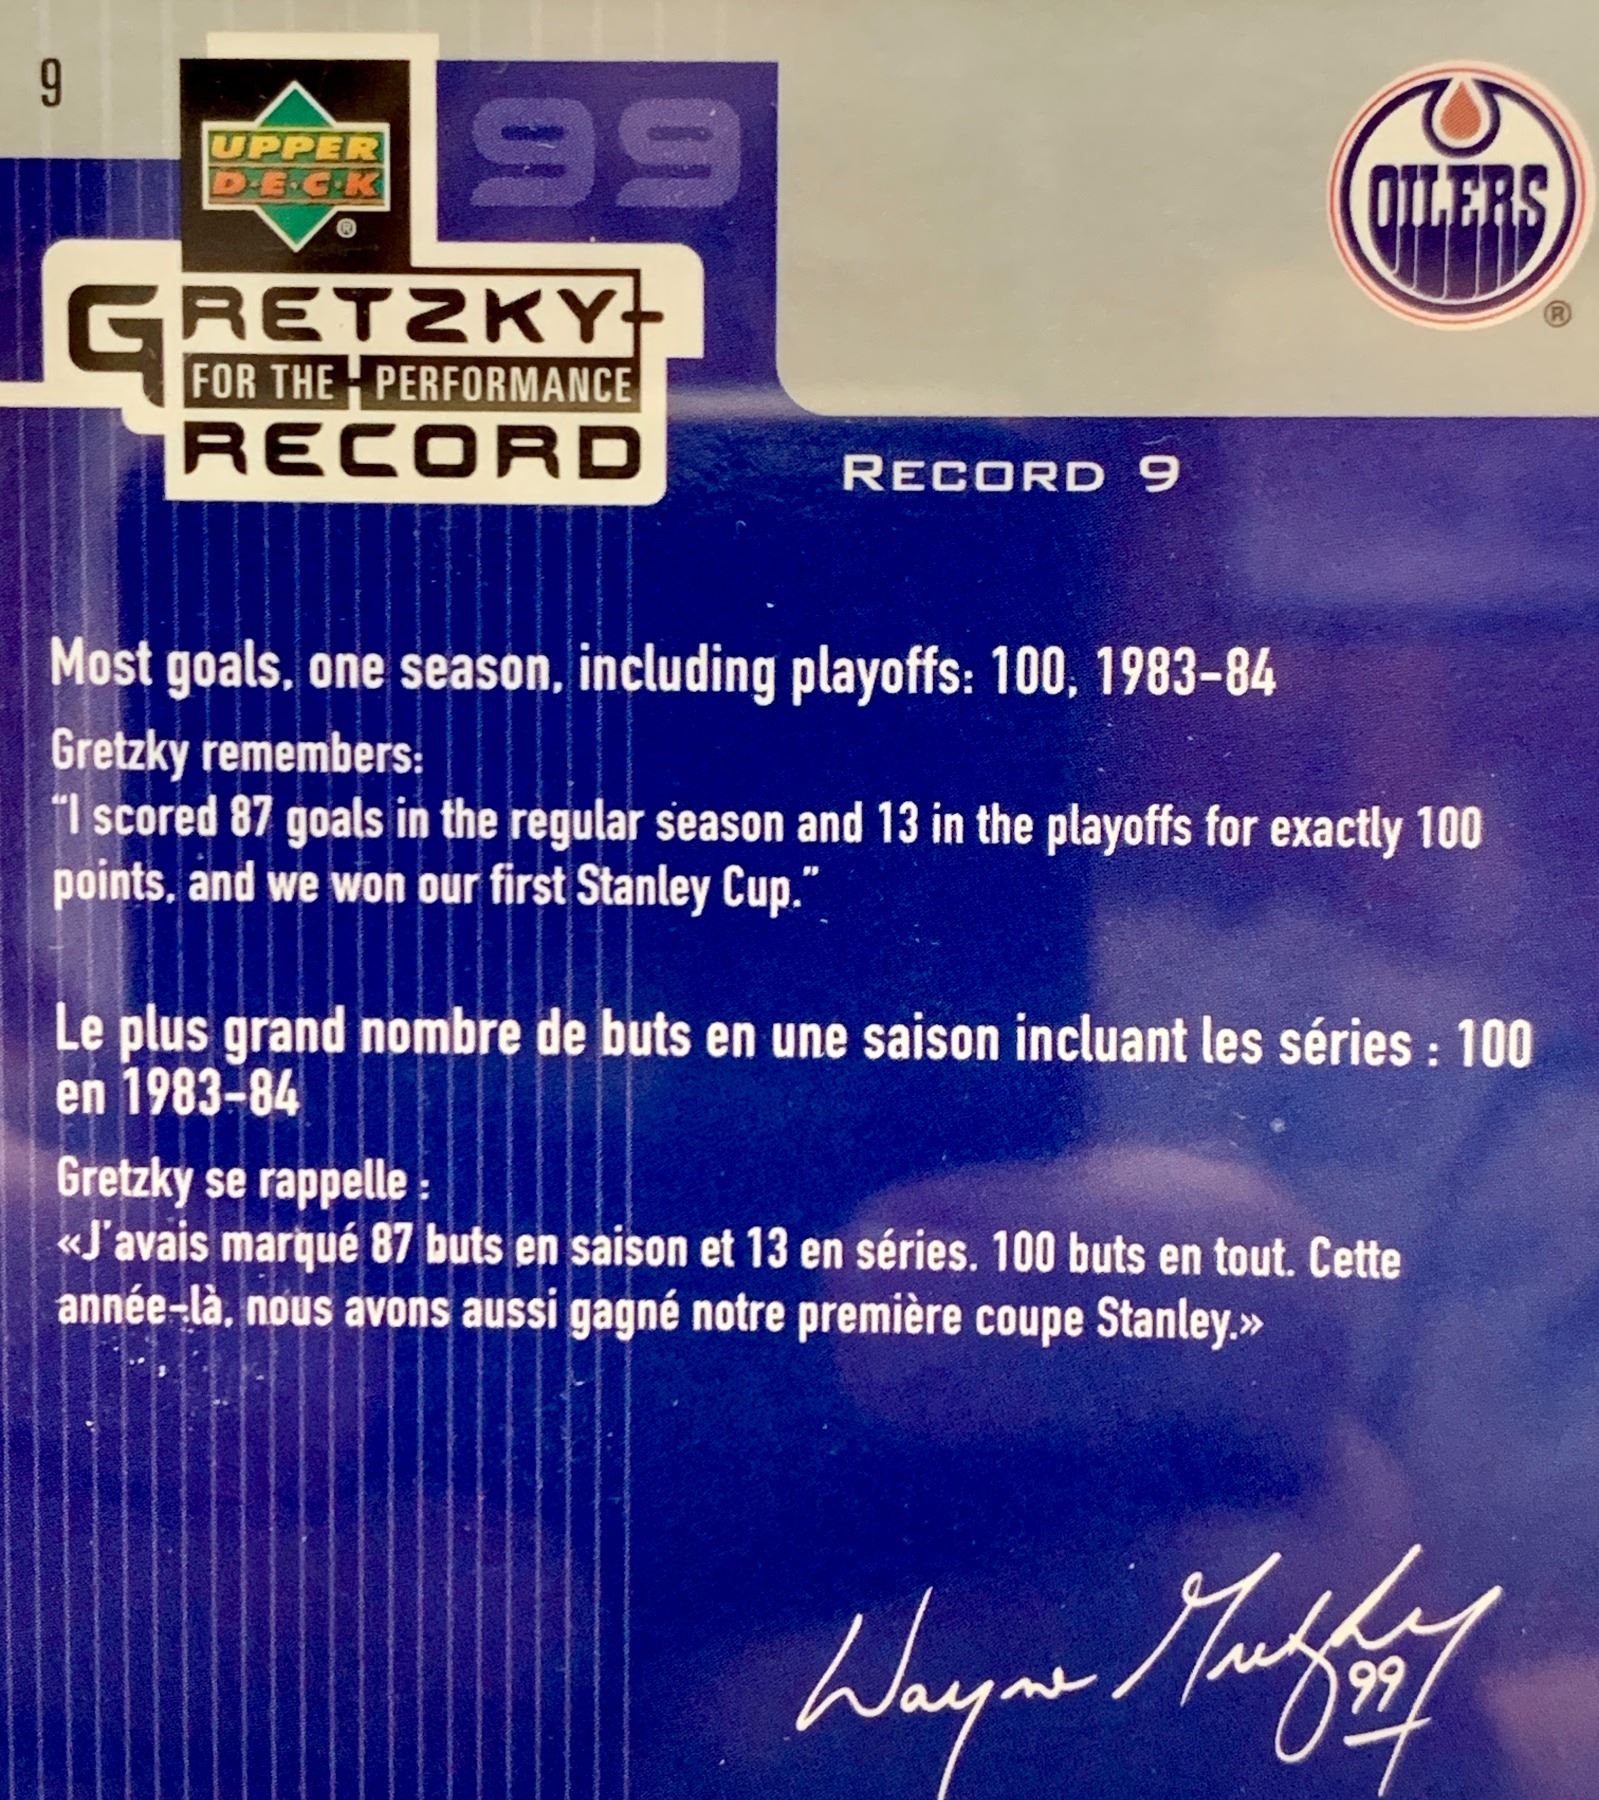 9
UPPER
D·E·C·K
®
99
OILERS
®
GRETZKY
FOR THE PERFORMANCE
RECORD
RECORD 9
Most goals, one season, including playoffs: 100, 1983-84
Gretzky remembers:
“I scored 87 goals in the regular season and 13 in the playoffs for exactly 100
points, and we won our first Stanley Cup.”
Le plus grand nombre de buts en une saison incluant les séries : 100
en 1983-84
Gretzky se rappelle :
«J'avais marqué 87 buts en saison et 13 en séries. 100 buts en tout. Cette
année-là, nous avons aussi gagné notre première coupe Stanley.»
Wayne Gretzky
99